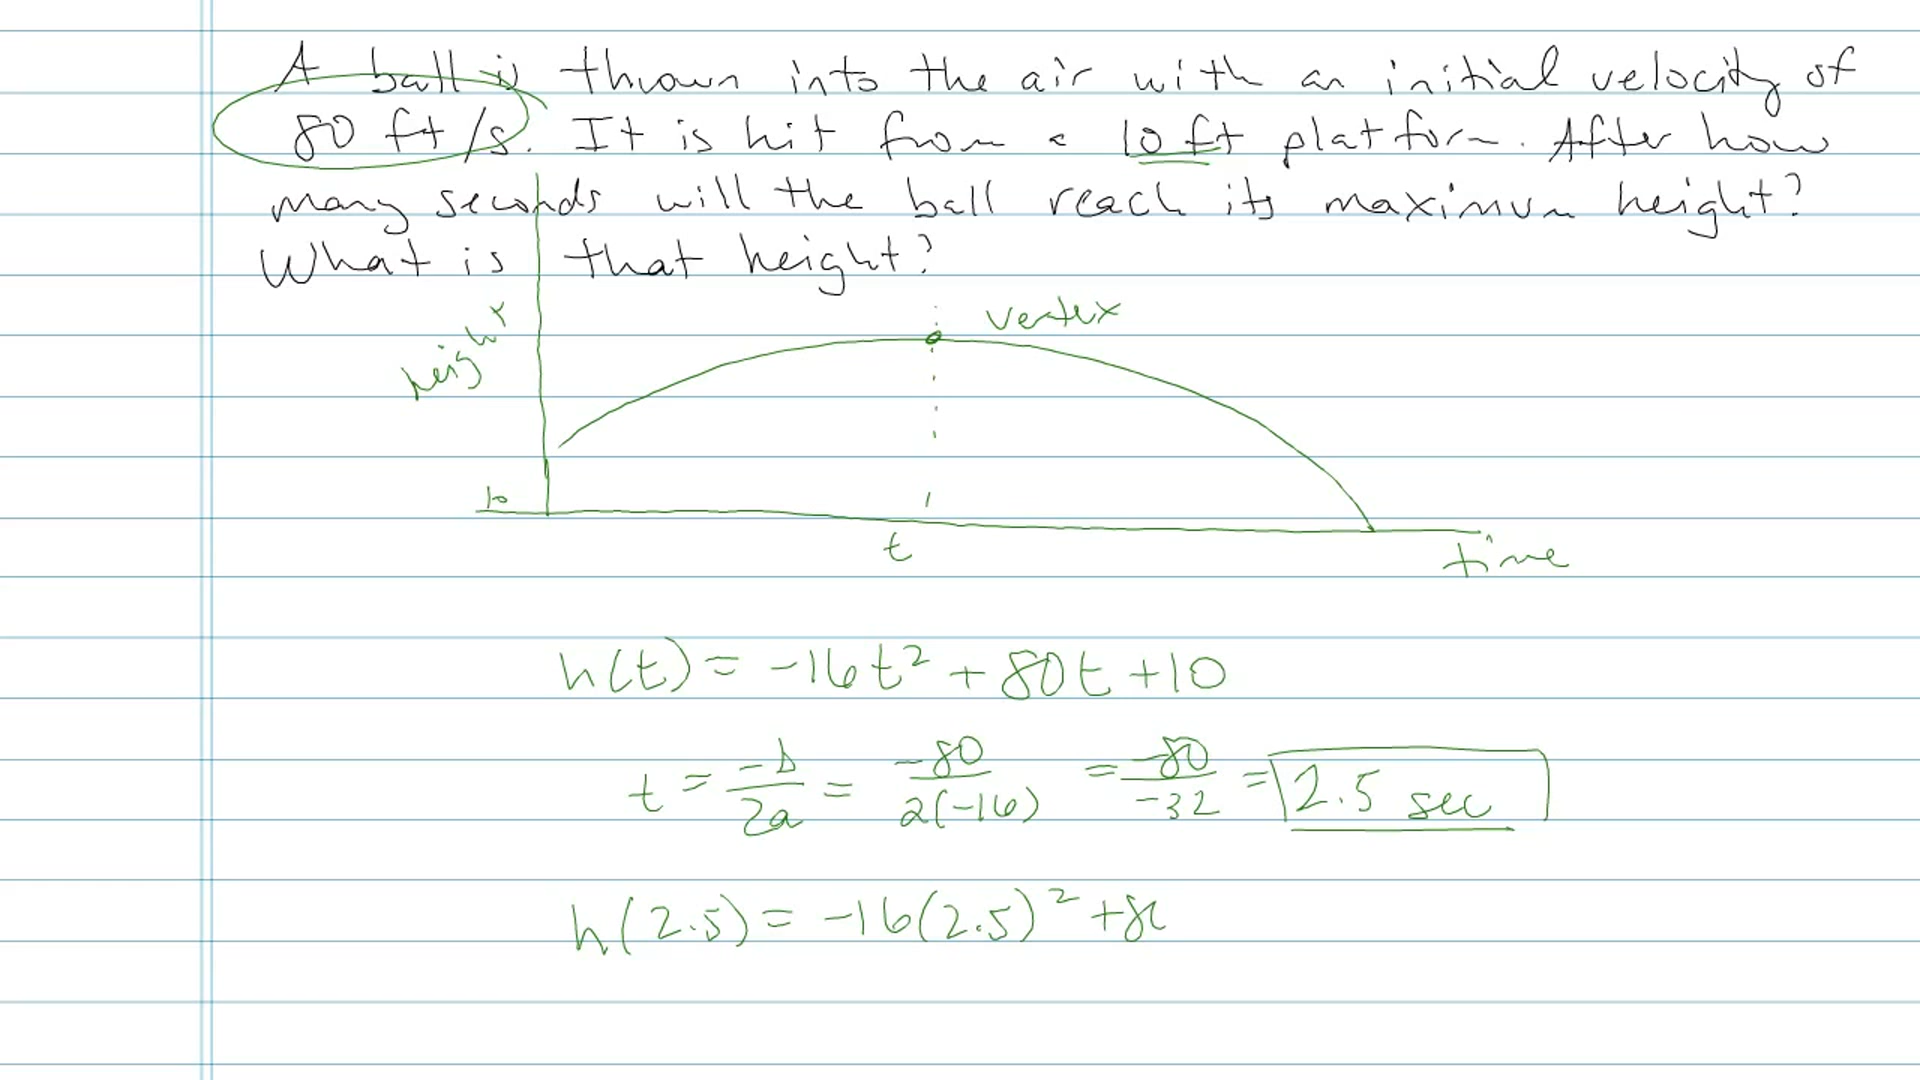 A ball is thrown into the air with an initial velocity of
80 ft/s. It is hit from a 10 ft platform. After how
many seconds will the ball reach its maximum height?
What is that height?
vertex
height
10
t
time
h(t) = -16t² + 80t + 10
t = -b/2a = -80/2(-16) = -80/-32 = 2.5 sec
h(2.5) = -16(2.5)² + 8